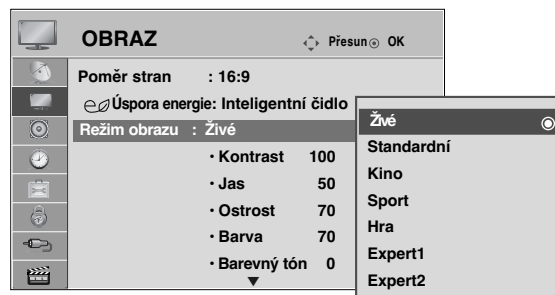 OBRAZ
Přesun OK
Poměr stran : 16:9
Úspora energie: Inteligentní čidlo
Režim obrazu : Živé
• Kontrast 100
• Jas 50
• Ostrost 70
• Barva 70
• Barevný tón 0
Živé
Standardní
Kino
Sport
Hra
Expert1
Expert2